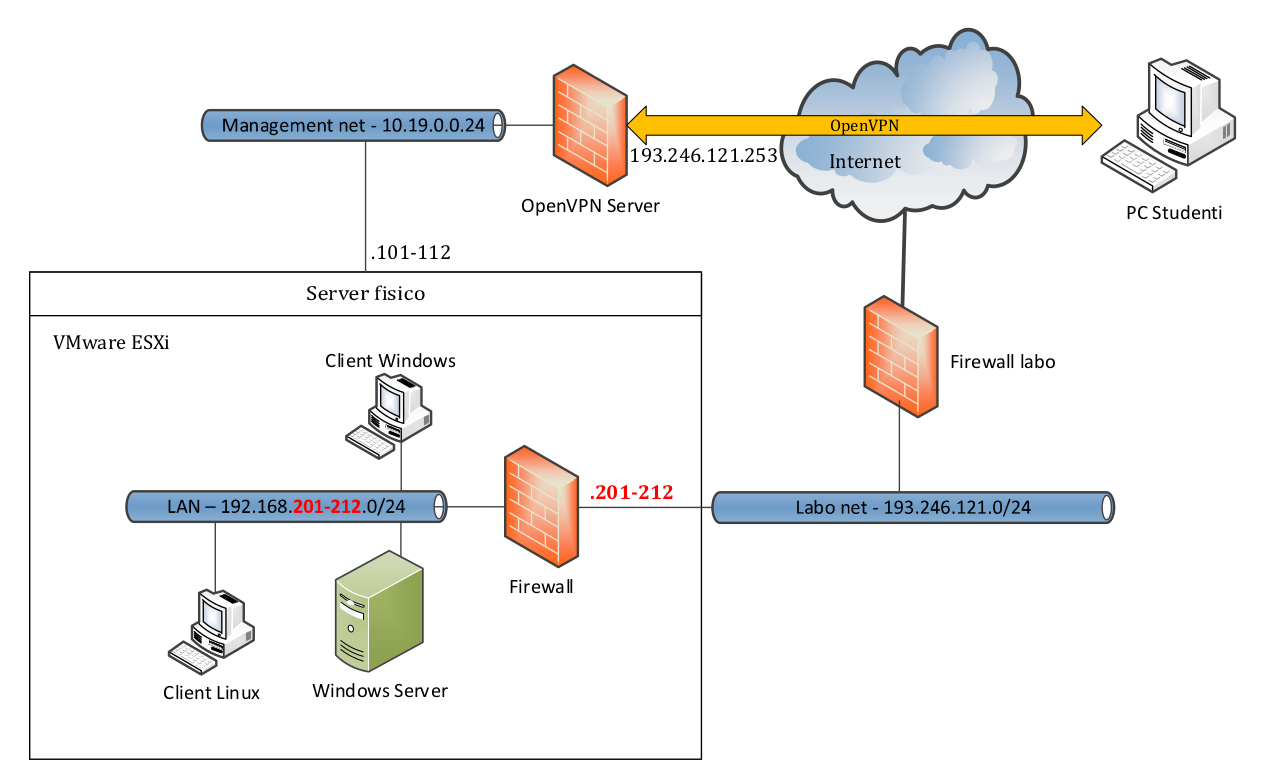 Management net - 10.19.0.0.24
OpenVPN
193.246.121.253
Internet
OpenVPN Server
PC Studenti
.101-112
Server fisico
VMware ESXi
Client Windows
Firewall labo
.201-212
LAN – 192.168.201-212.0/24
Labo net - 193.246.121.0/24
Firewall
Client Linux
Windows Server